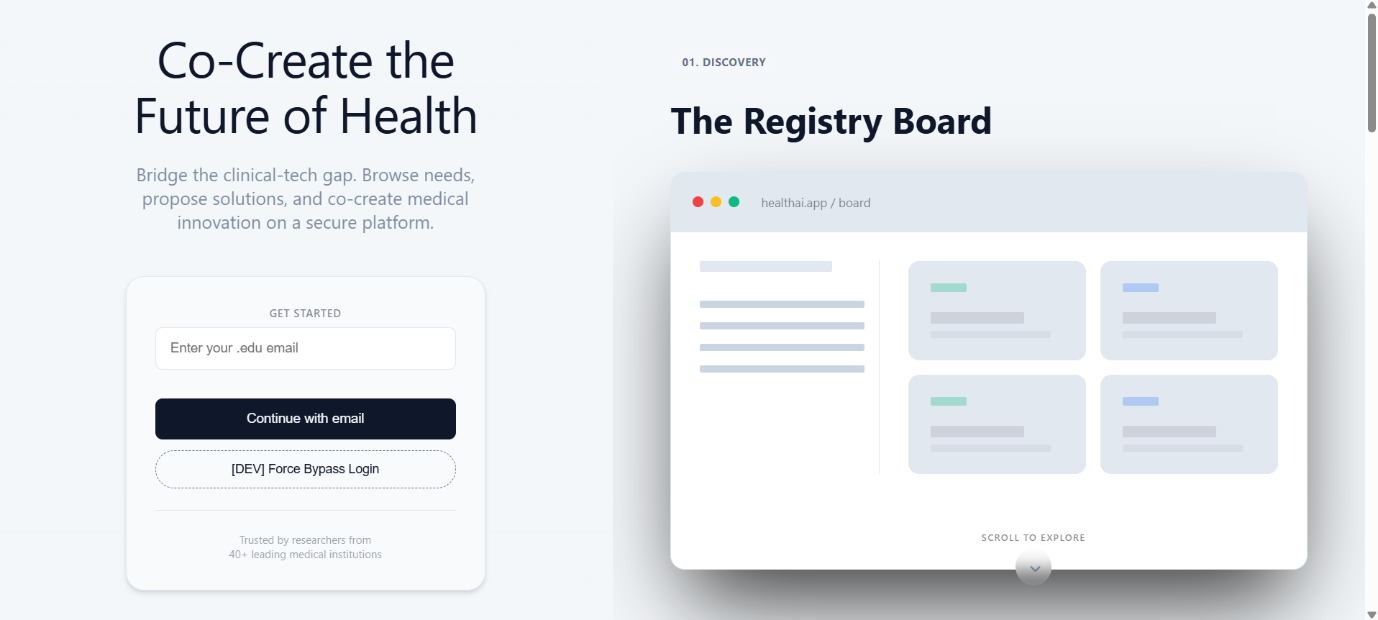 Co-Create the
Future of Health
Bridge the clinical-tech gap. Browse needs,
propose solutions, and co-create medical
innovation on a secure platform.
GET STARTED
Enter your .edu email
Continue with email
[DEV] Force Bypass Login
Trusted by researchers from
40+ leading medical institutions
01. DISCOVERY
The Registry Board
healthai.app / board
SCROLL TO EXPLORE